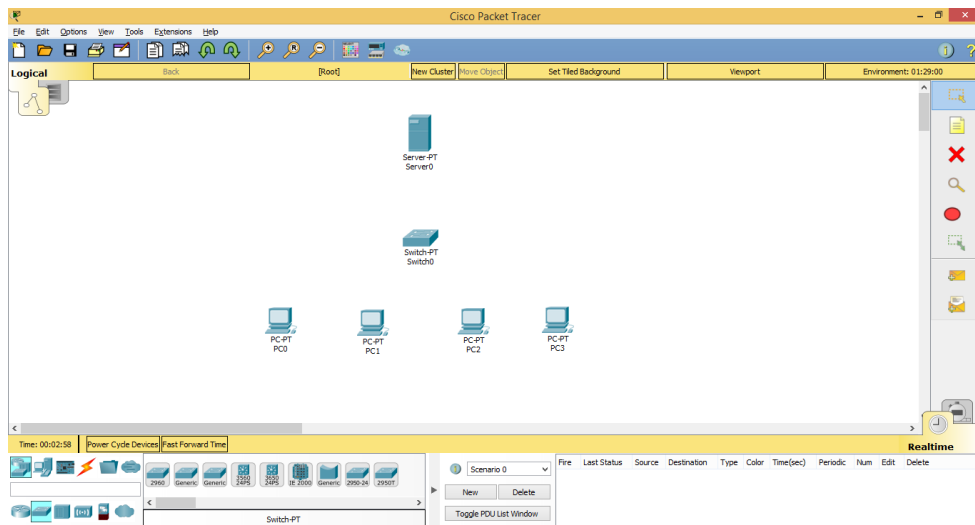 Cisco Packet Tracer
File Edit Options View Tools Extensions Help
Logical Back [Root] New Cluster Move Object Set Tiled Background Viewport Environment: 01:29:00
Server-PT
Server0
Switch-PT
Switch0
PC-PT
PC0
PC-PT
PC1
PC-PT
PC2
PC-PT
PC3
Time: 00:02:58 Power Cycle Devices Fast Forward Time Realtime
2960 Generic Generic 3560 24PS 3650 24PS IE 2000 Generic 2950-24 2950T
Switch-PT
Scenario 0
New Delete
Toggle PDU List Window
Fire Last Status Source Destination Type Color Time(sec) Periodic Num Edit Delete